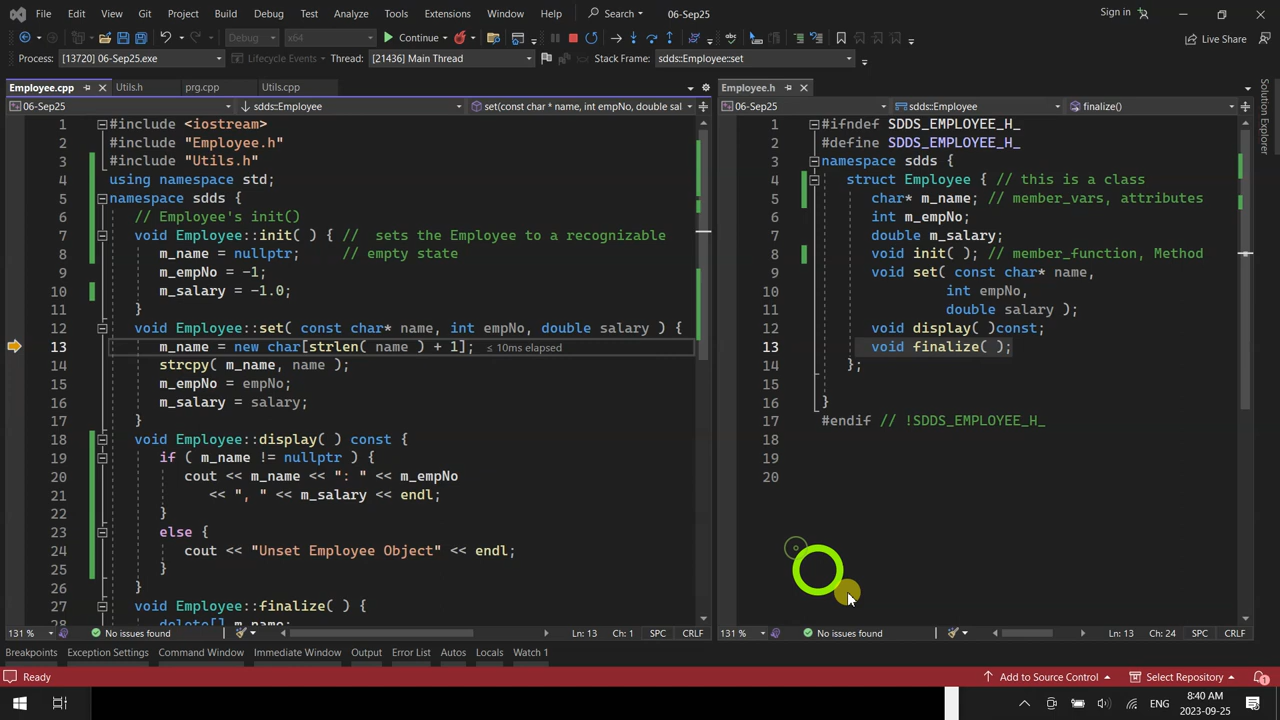 File Edit View Git Project Build Debug Test Analyze Tools Extensions Window Help Search 06-Sep25 Sign in
Debug x64 Continue Live Share
Process: [13720] 06-Sep25.exe Lifecycle Events Thread: [21436] Main Thread Stack Frame: sdds::Employee::set
Employee.cpp Utils.h prg.cpp Utils.cpp
06-Sep25 sdds::Employee set(const char * name, int empNo, double sal
1 #include <iostream>
2 #include "Employee.h"
3 #include "Utils.h"
4 using namespace std;
5 namespace sdds {
6 // Employee's init()
7 void Employee::init( ) { // sets the Employee to a recognizable
8 m_name = nullptr; // empty state
9 m_empNo = -1;
10 m_salary = -1.0;
11 }
12 void Employee::set( const char* name, int empNo, double salary ) {
13 m_name = new char[strlen( name ) + 1]; ≤ 10ms elapsed
14 strcpy( m_name, name );
15 m_empNo = empNo;
16 m_salary = salary;
17 }
18 void Employee::display( ) const {
19 if ( m_name != nullptr ) {
20 cout << m_name << ": " << m_empNo
21 << ", " << m_salary << endl;
22 }
23 else {
24 cout << "Unset Employee Object" << endl;
25 }
26 }
27 void Employee::finalize( ) {
28 delete[] m_name;
131 % No issues found Ln: 13 Ch: 1 SPC CRLF
Employee.h
06-Sep25 sdds::Employee finalize()
1 #ifndef SDDS_EMPLOYEE_H_
2 #define SDDS_EMPLOYEE_H_
3 namespace sdds {
4 struct Employee { // this is a class
5 char* m_name; // member_vars, attributes
6 int m_empNo;
7 double m_salary;
8 void init( ); // member_function, Method
9 void set( const char* name,
10 int empNo,
11 double salary );
12 void display( )const;
13 void finalize( );
14 };
15
16 }
17 #endif // !SDDS_EMPLOYEE_H_
18
19
20
131 % No issues found Ln: 13 Ch: 24 SPC CRLF
Solution Explorer
Breakpoints Exception Settings Command Window Immediate Window Output Error List Autos Locals Watch 1
Ready Add to Source Control Select Repository 1
ENG 8:40 AM
2023-09-25